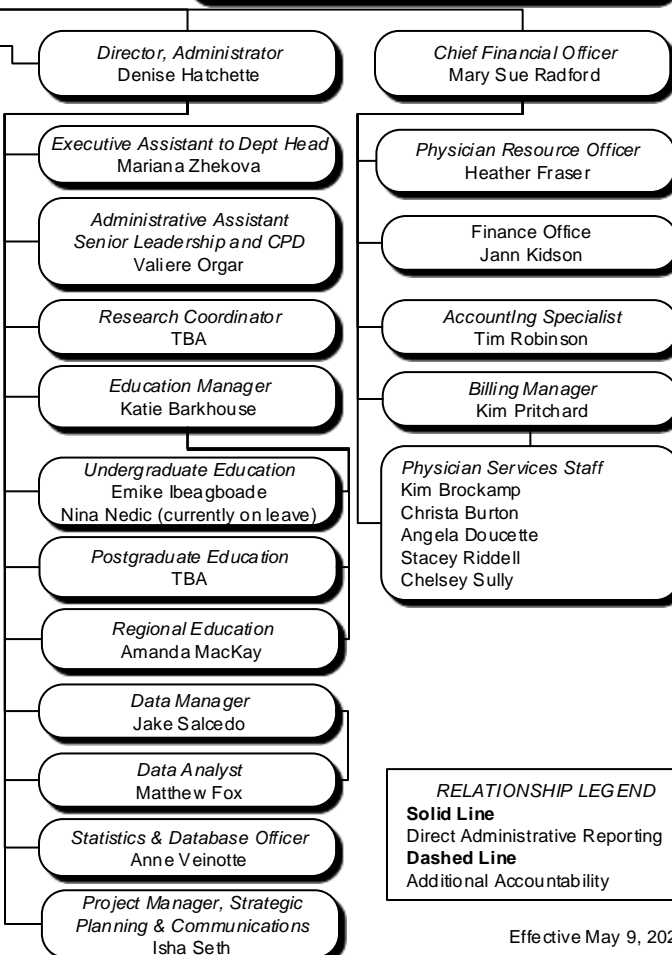 Director, Administrator
Denise Hatchette
Executive Assistant to Dept Head
Mariana Zhekova
Administrative Assistant
Senior Leadership and CPD
Valiere Orgar
Research Coordinator
TBA
Education Manager
Katie Barkhouse
Undergraduate Education
Emike Ibeagboade
Nina Nedic (currently on leave)
Postgraduate Education
TBA
Regional Education
Amanda MacKay
Data Manager
Jake Salcedo
Data Analyst
Matthew Fox
Statistics & Database Officer
Anne Veinotte
Project Manager, Strategic
Planning & Communications
Isha Seth
Chief Financial Officer
Mary Sue Radford
Physician Resource Officer
Heather Fraser
Finance Office
Jann Kidson
Accounting Specialist
Tim Robinson
Billing Manager
Kim Pritchard
Physician Services Staff
Kim Brockamp
Christa Burton
Angela Doucette
Stacey Riddell
Chelsey Sully
RELATIONSHIP LEGEND
Solid Line
Direct Administrative Reporting
Dashed Line
Additional Accountability
Effective May 9,